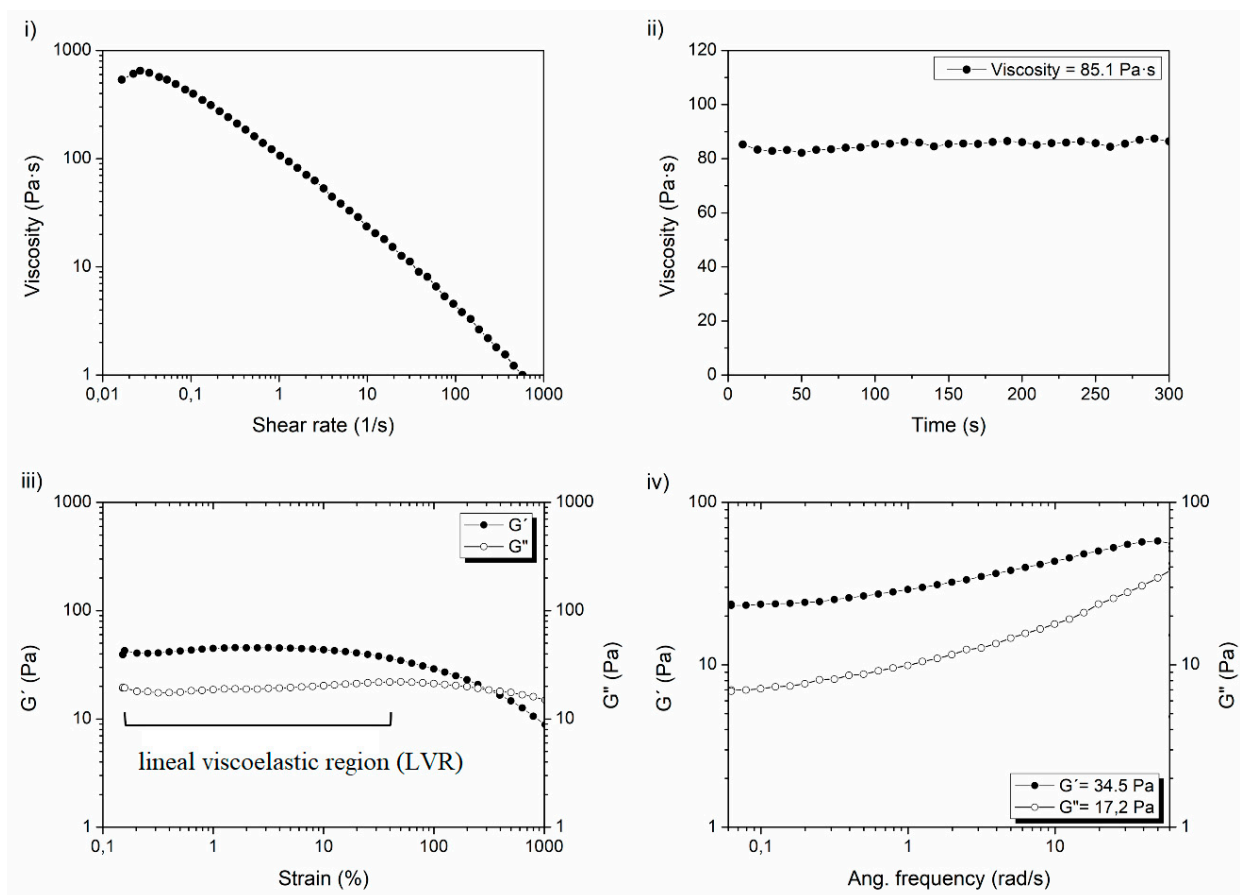 i)
1000
100
10
1
Viscosity (Pa·s)
0,01 0,1 1 10 100 1000
Shear rate (1/s)
ii)
120
100
80
60
40
20
0
Viscosity (Pa·s)
Viscosity = 85.1 Pa·s
0 50 100 150 200 250 300
Time (s)
iii)
1000
100
10
1
G´ (Pa)
G´
G"
lineal viscoelastic region (LVR)
1000
100
10
1
G" (Pa)
0,1 1 10 100 1000
Strain (%)
iv)
100
10
1
G´ (Pa)
G´= 34.5 Pa
G"= 17,2 Pa
100
10
1
G" (Pa)
0,1 1 10
Ang. frequency (rad/s)